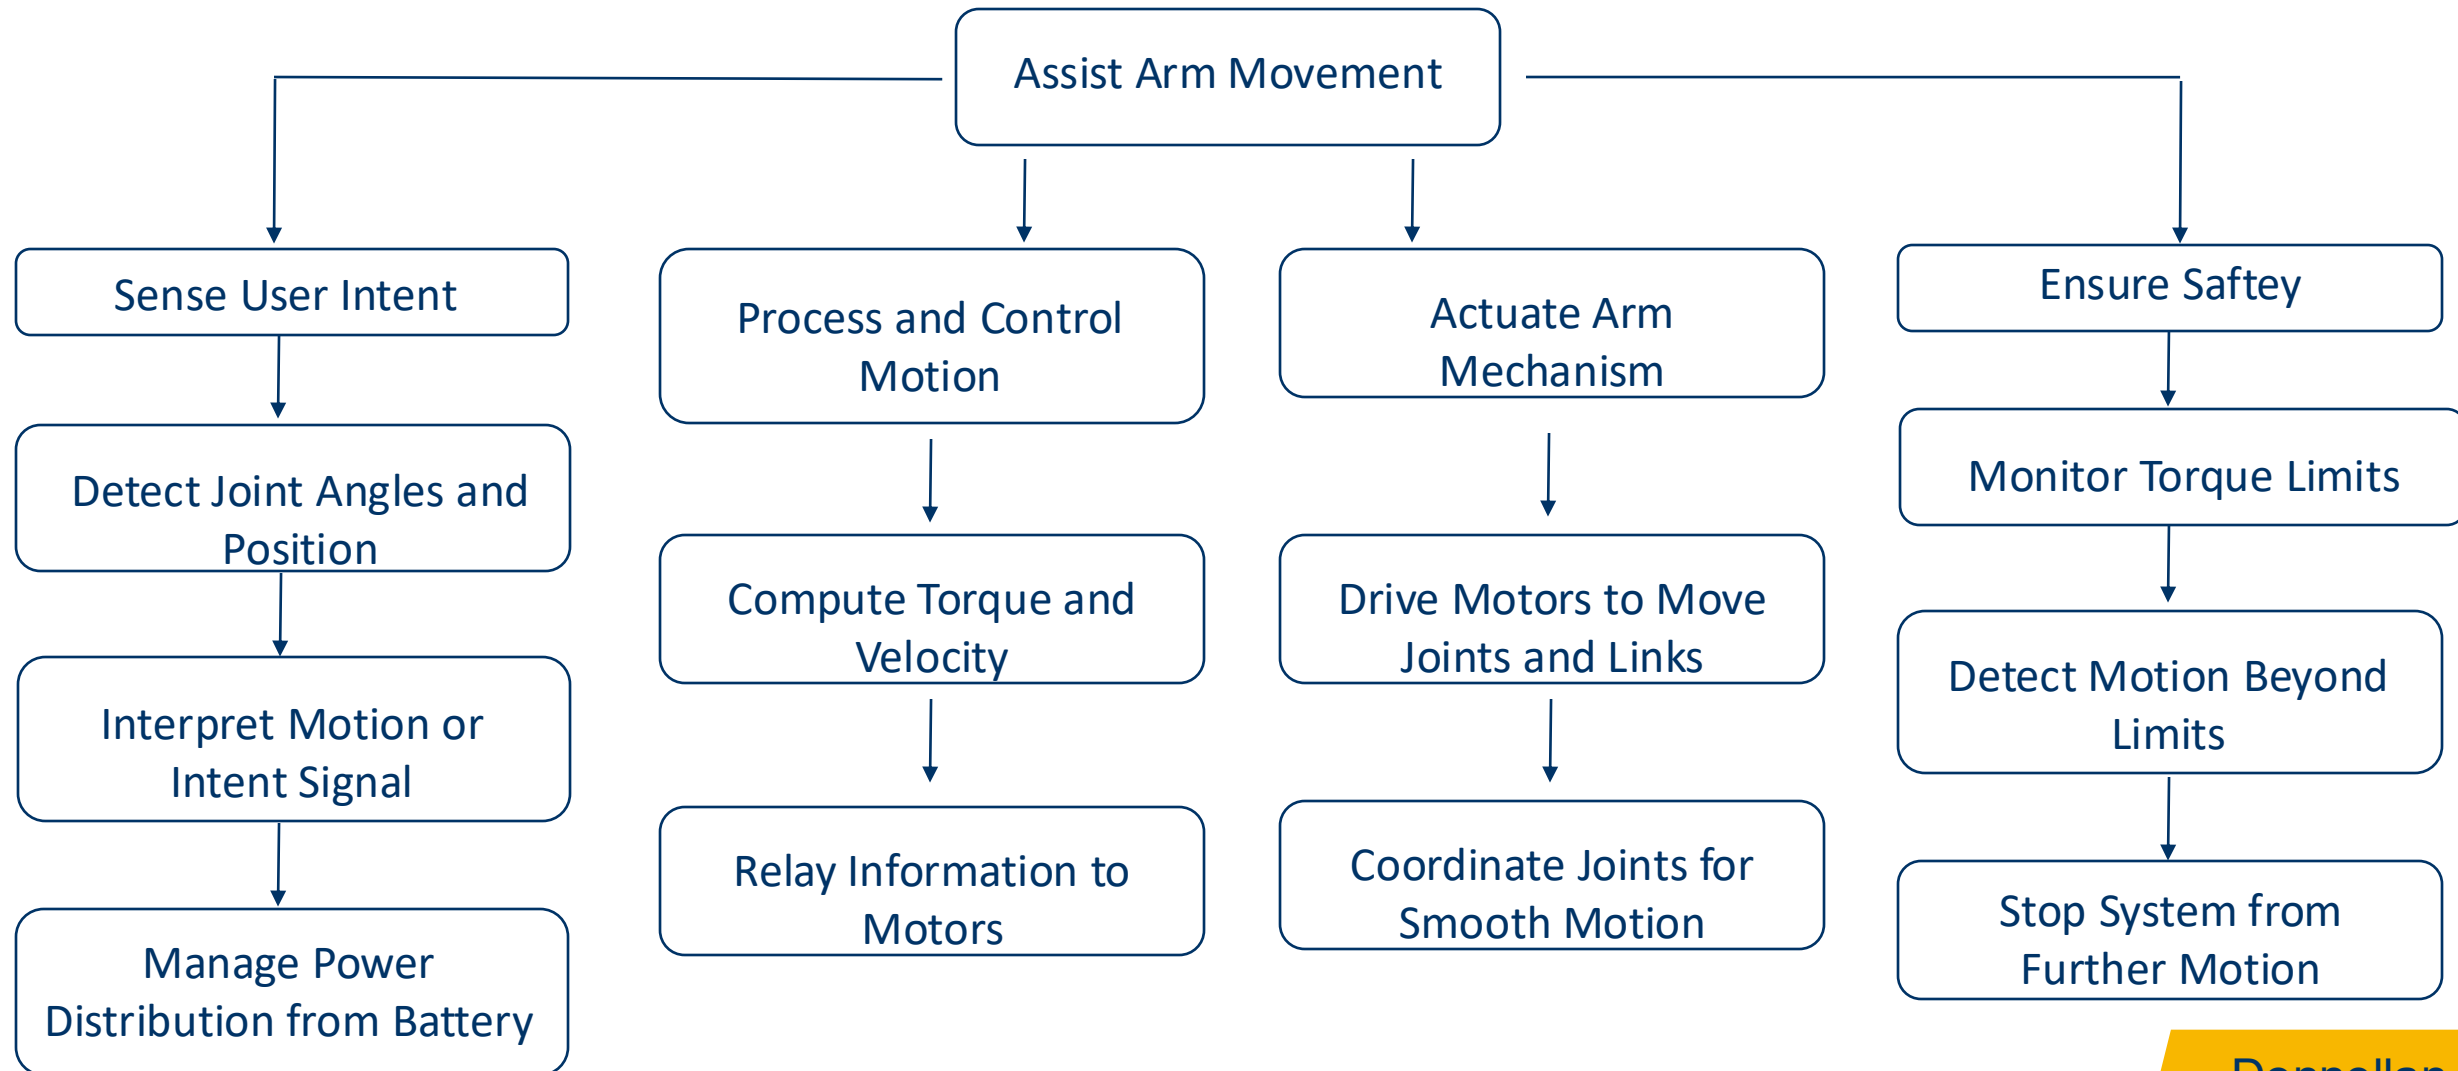 Assist Arm Movement
Sense User Intent
Detect Joint Angles and
Position
Interpret Motion or
Intent Signal
Manage Power
Distribution from Battery
Process and Control
Motion
Compute Torque and
Velocity
Relay Information to
Motors
Actuate Arm
Mechanism
Drive Motors to Move
Joints and Links
Coordinate Joints for
Smooth Motion
Ensure Saftey
Monitor Torque Limits
Detect Motion Beyond
Limits
Stop System from
Further Motion